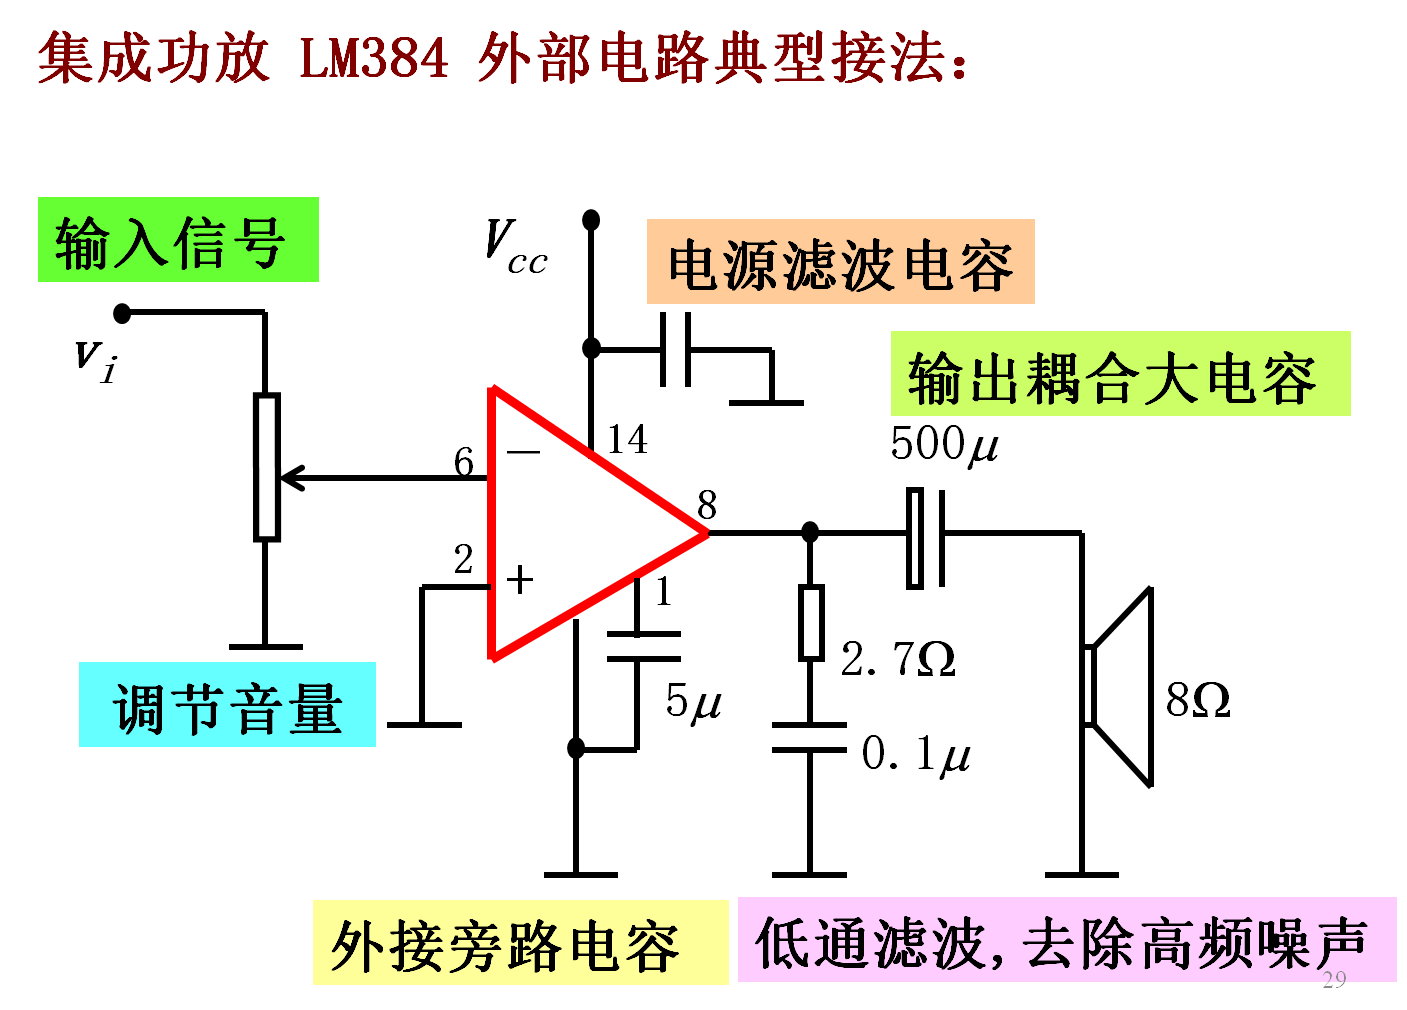 集成功放 LM384 外部电路典型接法：
输入信号
Vcc
电源滤波电容
vi
输出耦合大电容
500μ
14
6
−
8
2
+
1
2.7Ω
5μ
8Ω
调节音量
0.1μ
外接旁路电容
低通滤波,去除高频噪声
29